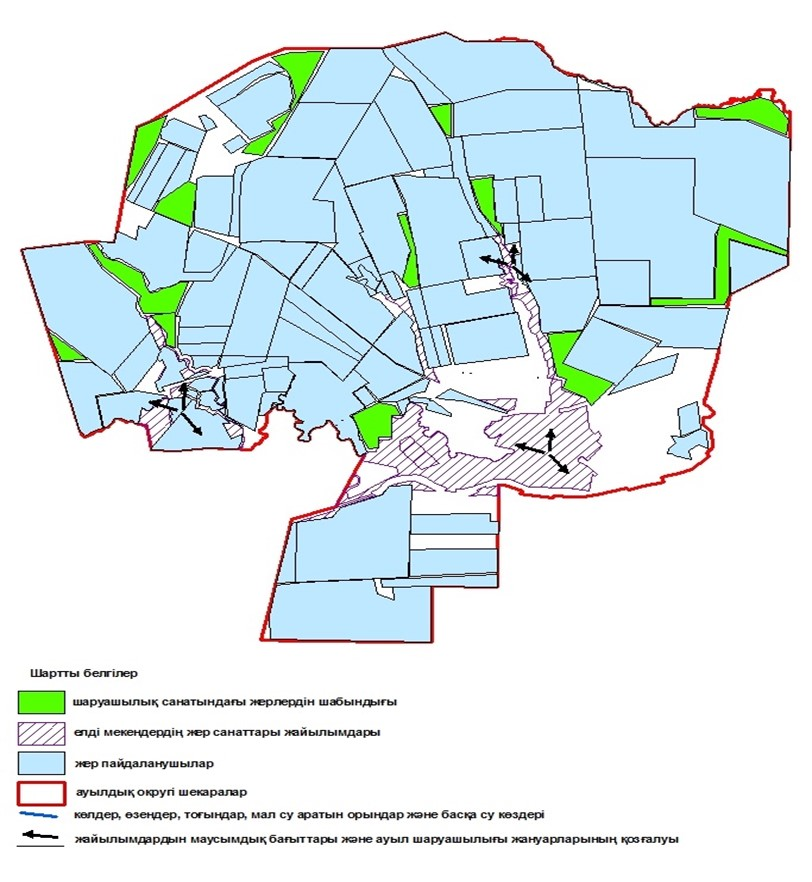 Шартты белгілер
шаруашылық санатындағы жерлердін шабындығы
елді мекендердің жер санаттары жайылымдары
жер пайдаланушылар
ауылдық округі шекаралар
көлдер, өзендер, тоғындар, мал су аратын орындар және басқа су көздері
жайылымдардын маусымдық бағыттары және ауыл шаруашылығы жануарларының қозғалуы